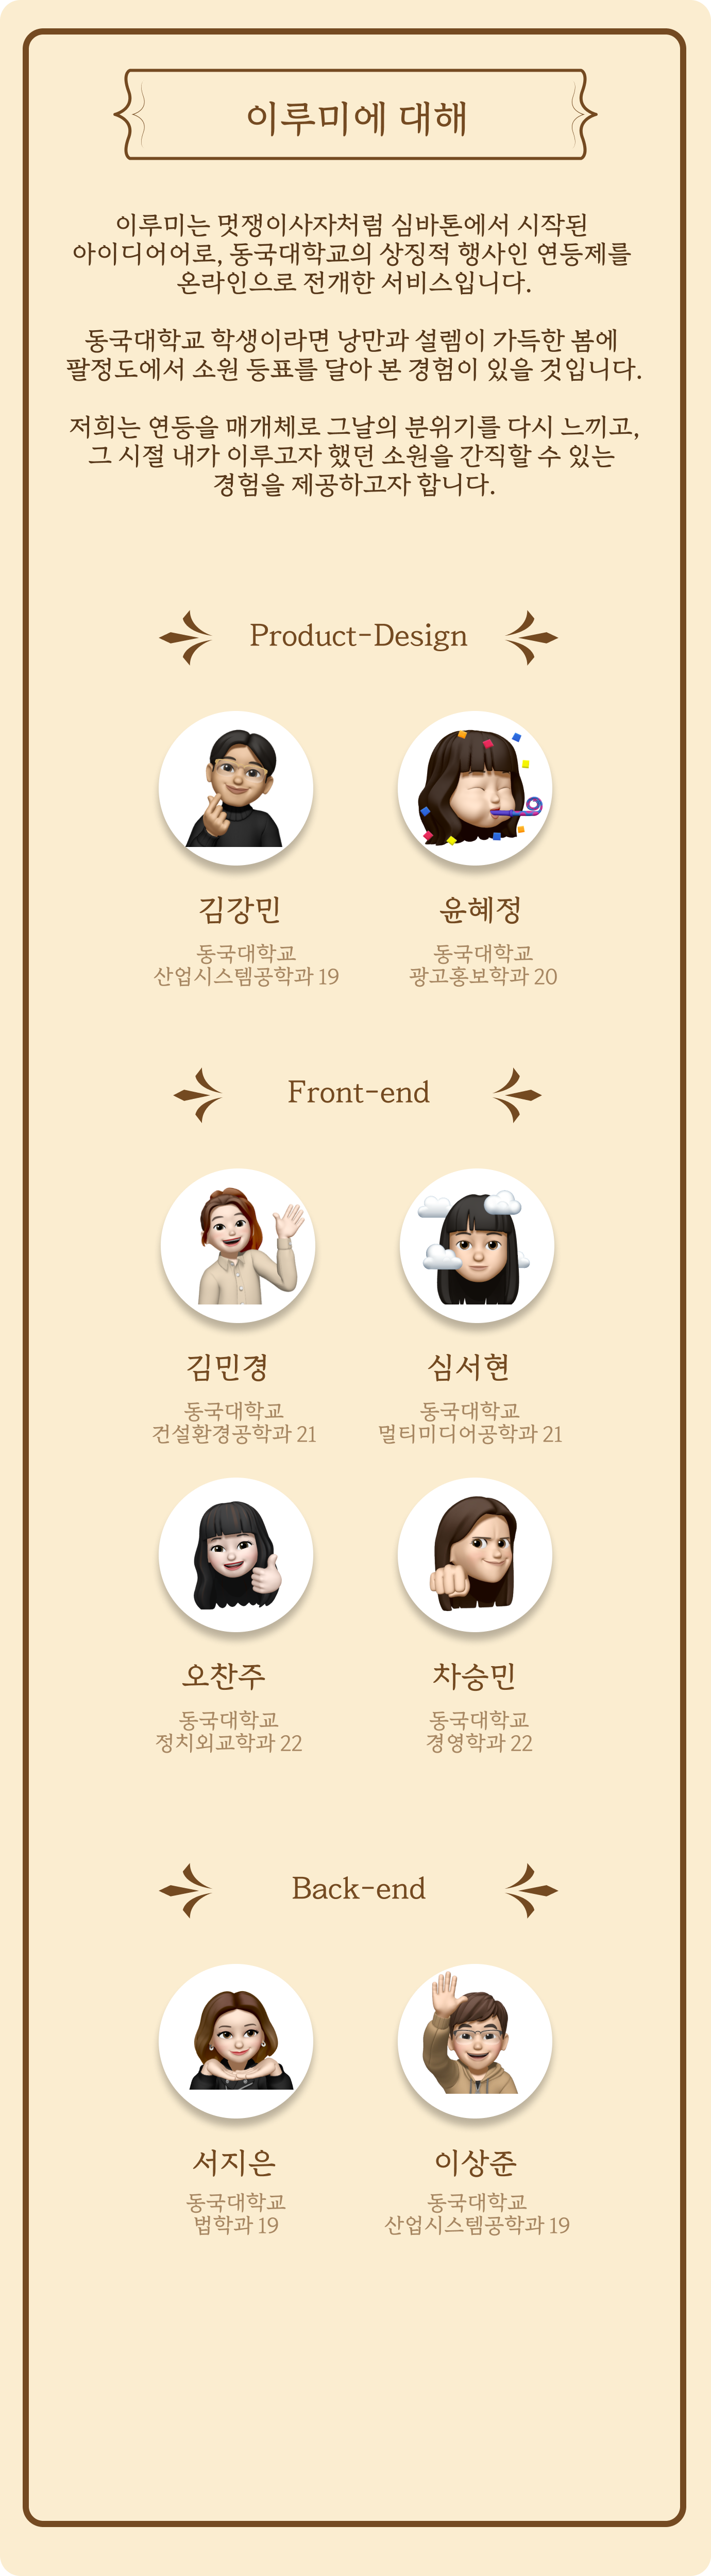 이루미에 대해
이루미는 멋쟁이사자처럼 심바톤에서 시작된
아이디어어로, 동국대학교의 상징적 행사인 연등제를
온라인으로 전개한 서비스입니다.
동국대학교 학생이라면 낭만과 설렘이 가득한 봄에
팔정도에서 소원 등표를 달아 본 경험이 있을 것입니다.
저희는 연등을 매개체로 그날의 분위기를 다시 느끼고,
그 시절 내가 이루고자 했던 소원을 간직할 수 있는
경험을 제공하고자 합니다.
Product-Design
김강민
동국대학교
산업시스템공학과 19
윤혜정
동국대학교
광고홍보학과 20
Front-end
김민경
동국대학교
건설환경공학과 21
심서현
동국대학교
멀티미디어공학과 21
오찬주
동국대학교
정치외교학과 22
차승민
동국대학교
경영학과 22
Back-end
서지은
동국대학교
법학과 19
이상준
동국대학교
산업시스템공학과 19